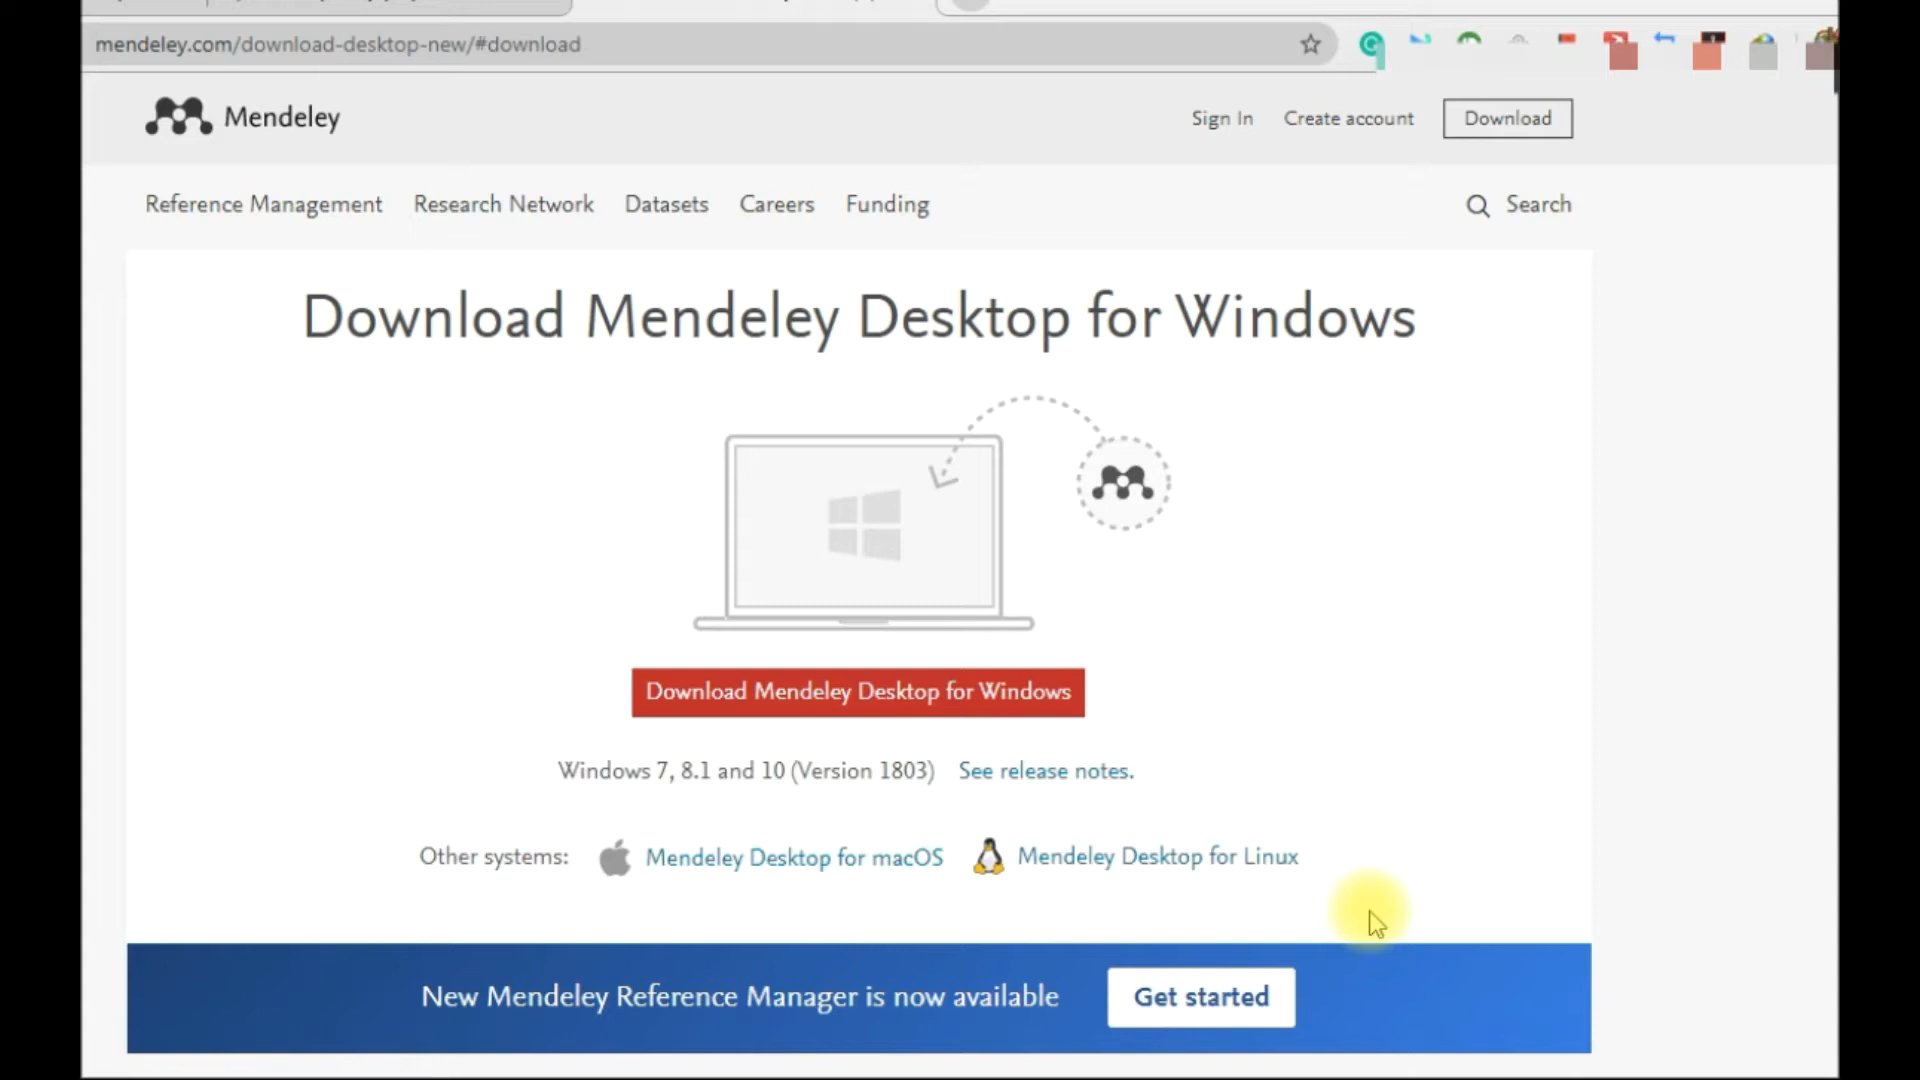 mendeley.com/download-desktop-new/#download
Mendeley
Sign In
Create account
Download
Reference Management
Research Network
Datasets
Careers
Funding
Search
Download Mendeley Desktop for Windows
Download Mendeley Desktop for Windows
Windows 7, 8.1 and 10 (Version 1803) See release notes.
Other systems: Mendeley Desktop for macOS Mendeley Desktop for Linux
New Mendeley Reference Manager is now available
Get started